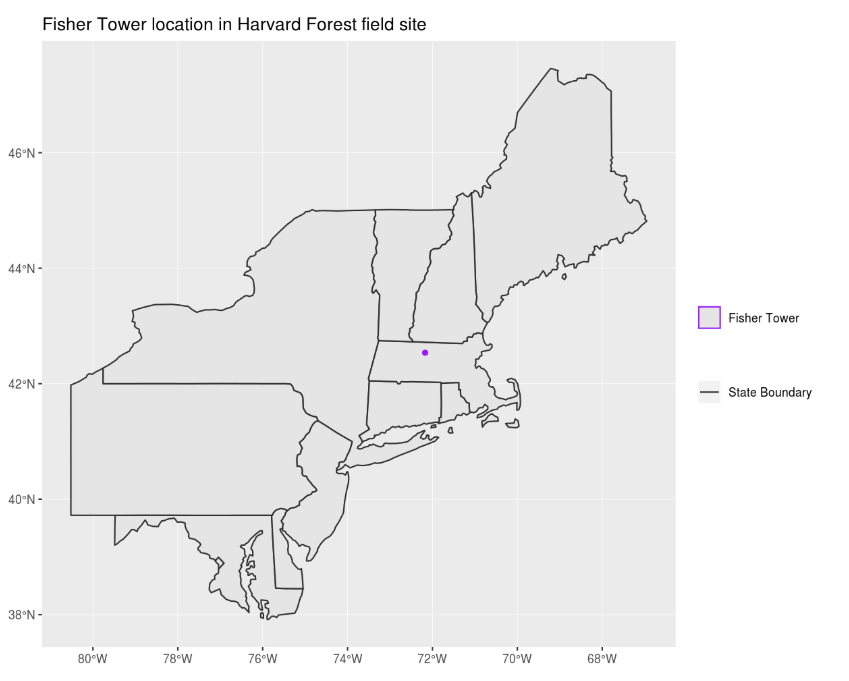 Fisher Tower location in Harvard Forest field site
46°N
44°N
42°N
40°N
38°N
80°W 78°W 76°W 74°W 72°W 70°W 68°W
Fisher Tower
State Boundary